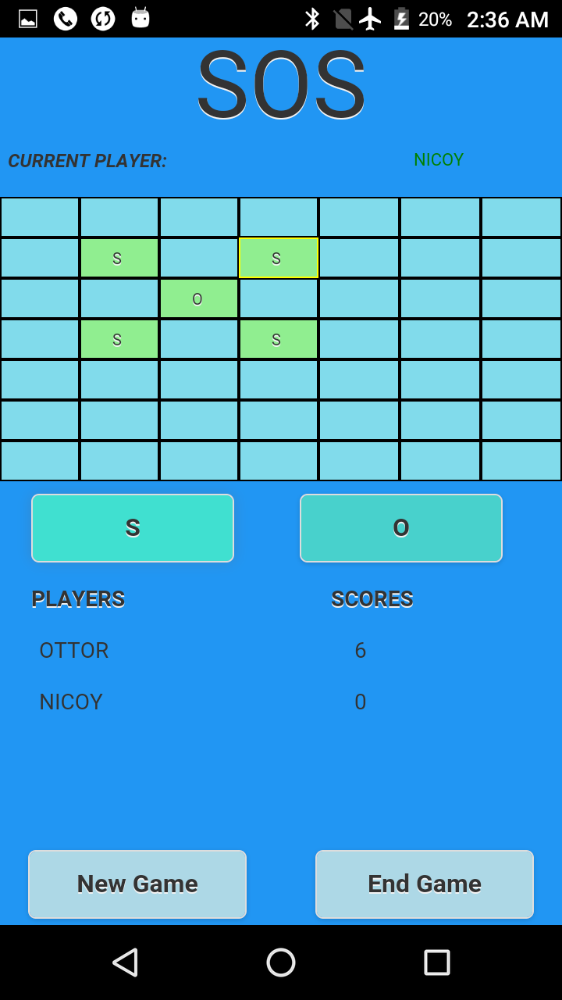 20% 2:36 AM
SOS
CURRENT PLAYER: NICOY
S S
O
S S
S O
PLAYERS SCORES
OTTOR 6
NICOY 0
New Game End Game